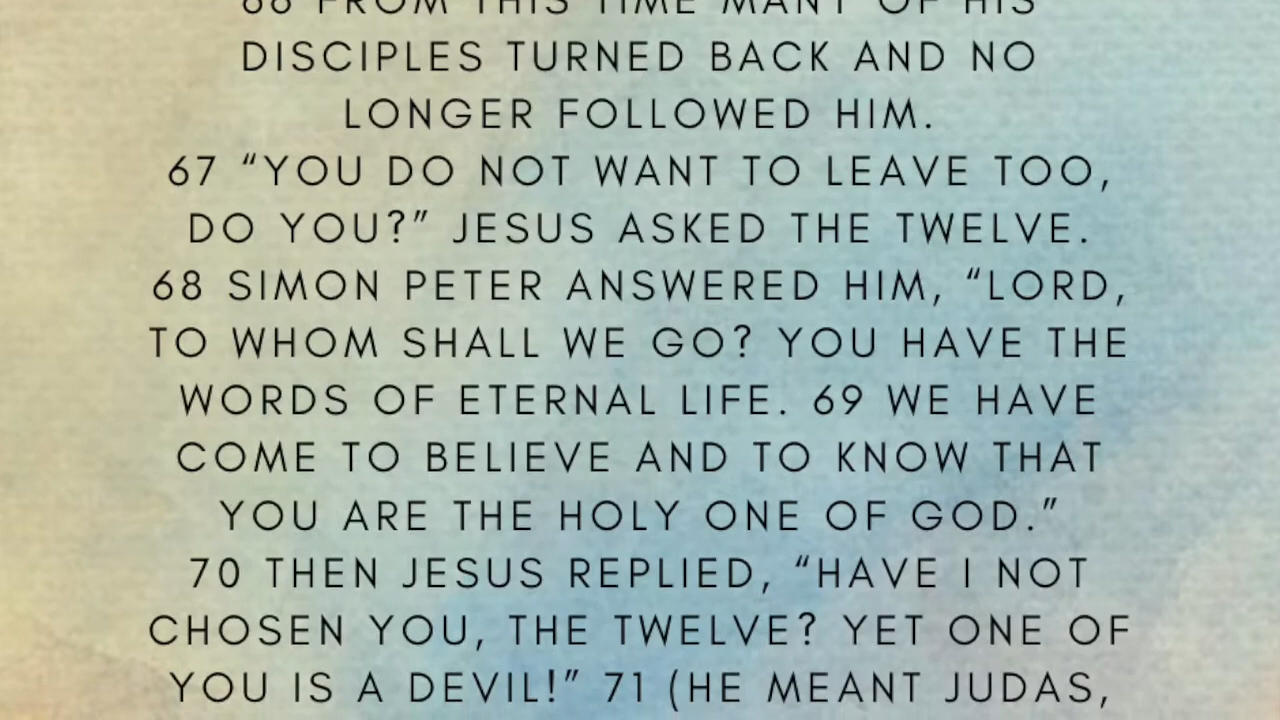 66 FROM THIS TIME MANY OF HIS
DISCIPLES TURNED BACK AND NO
LONGER FOLLOWED HIM.
67 “YOU DO NOT WANT TO LEAVE TOO,
DO YOU?” JESUS ASKED THE TWELVE.
68 SIMON PETER ANSWERED HIM, “LORD,
TO WHOM SHALL WE GO? YOU HAVE THE
WORDS OF ETERNAL LIFE. 69 WE HAVE
COME TO BELIEVE AND TO KNOW THAT
YOU ARE THE HOLY ONE OF GOD.”
70 THEN JESUS REPLIED, “HAVE I NOT
CHOSEN YOU, THE TWELVE? YET ONE OF
YOU IS A DEVIL!” 71 (HE MEANT JUDAS,